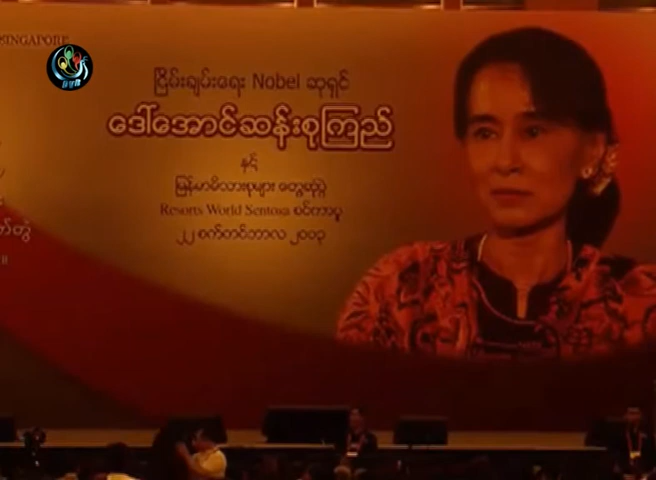 SINGAPORE
ငြိမ်းချမ်းရေး Nobel ဆုရှင်
ဒေါ်အောင်ဆန်းစုကြည်
နှင့်
မြန်မာမိသားစုများ တွေ့ဆုံပွဲ
Resorts World Sentosa စင်ကာပူ
၂၂ စက်တင်ဘာလ ၂၀၁၃